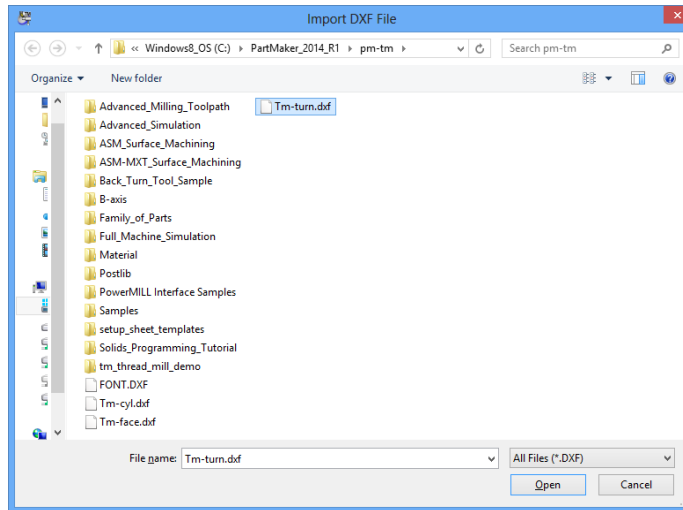 Import DXF File
« Windows8_OS (C:) PartMaker_2014_R1 pm-tm Search pm-tm
Organize New folder
Advanced_Milling_Toolpath Tm-turn.dxf
Advanced_Simulation
ASM_Surface_Machining
ASM-MXT_Surface_Machining
Back_Turn_Tool_Sample
B-axis
Family_of_Parts
Full_Machine_Simulation
Material
Postlib
PowerMILL Interface Samples
Samples
setup_sheet_templates
Solids_Programming_Tutorial
tm_thread_mill_demo
FONT.DXF
Tm-cyl.dxf
Tm-face.dxf
File name: Tm-turn.dxf All Files (*.DXF)
Open Cancel